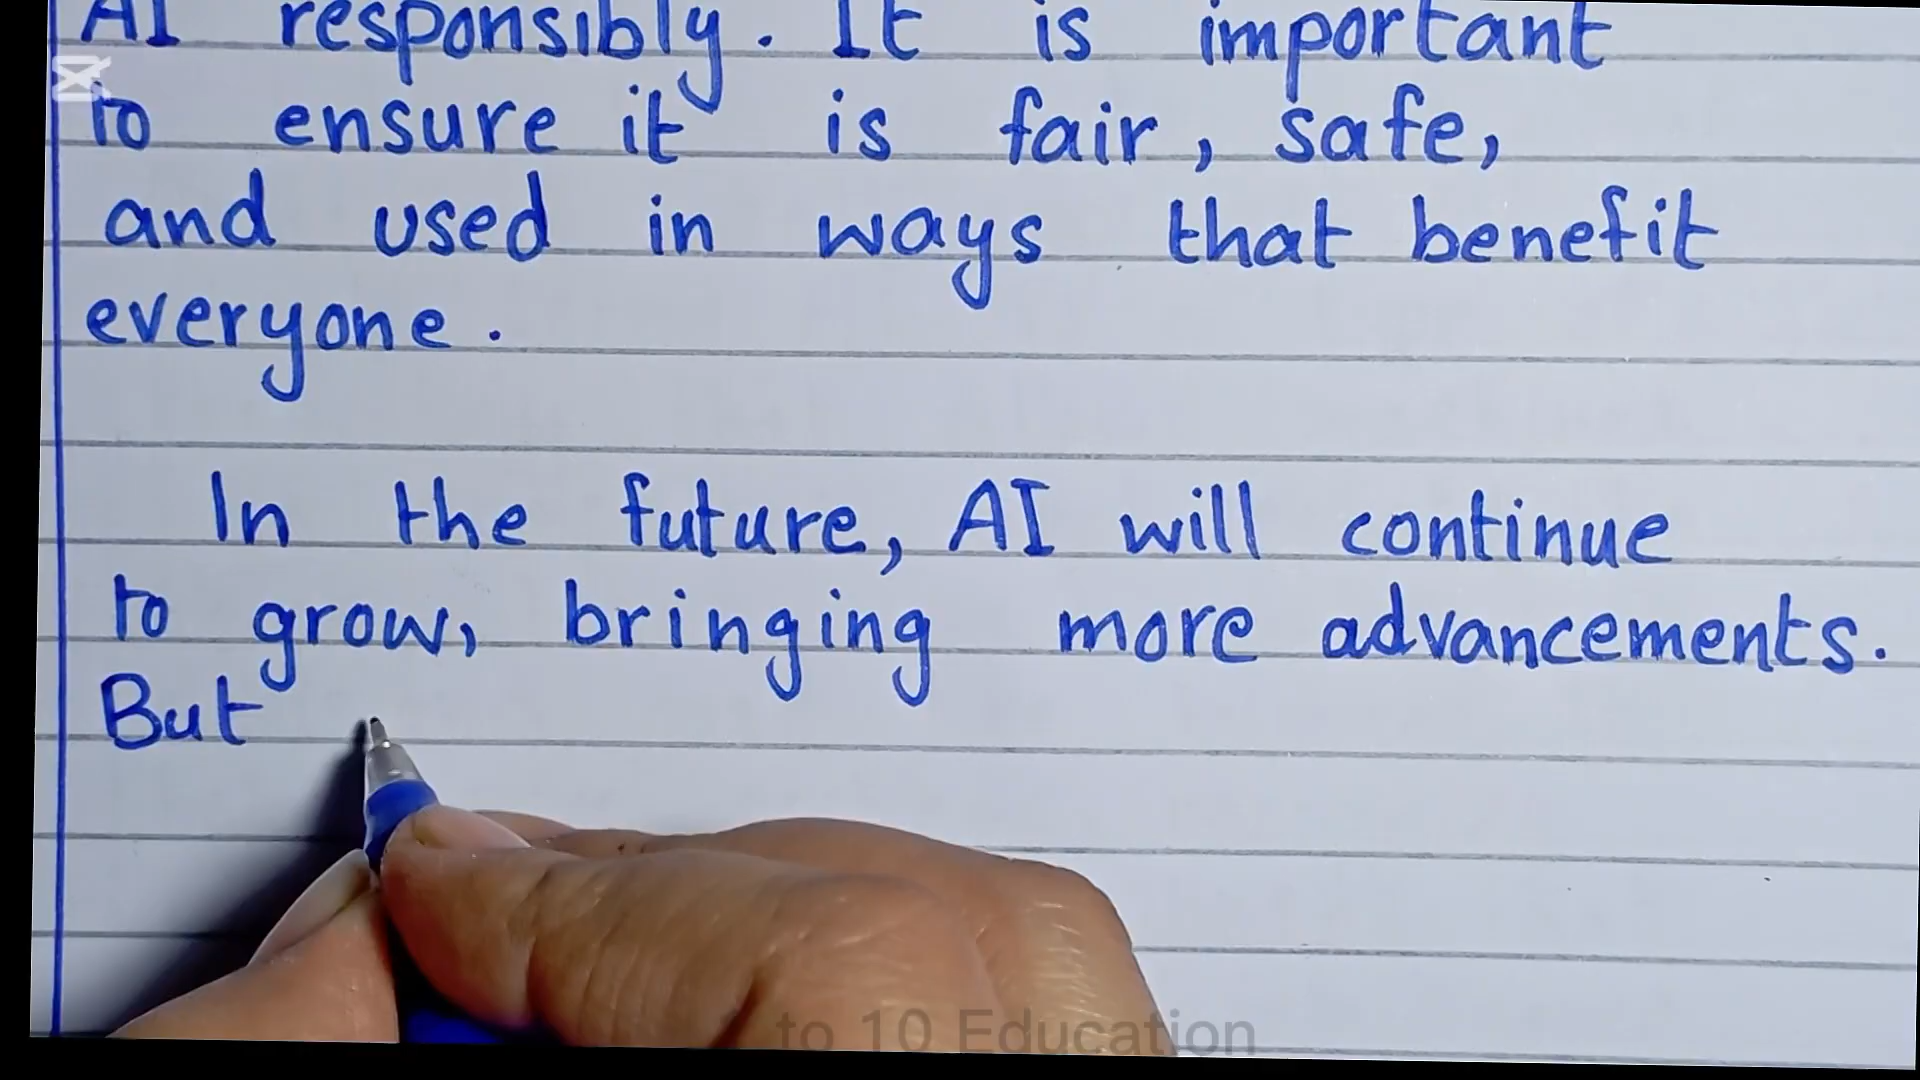 AI responsibly. It is important
to ensure it is fair, safe,
and used in ways that benefit
everyone.
In the future, AI will continue
to grow, bringing more advancements.
But
to 10 Education